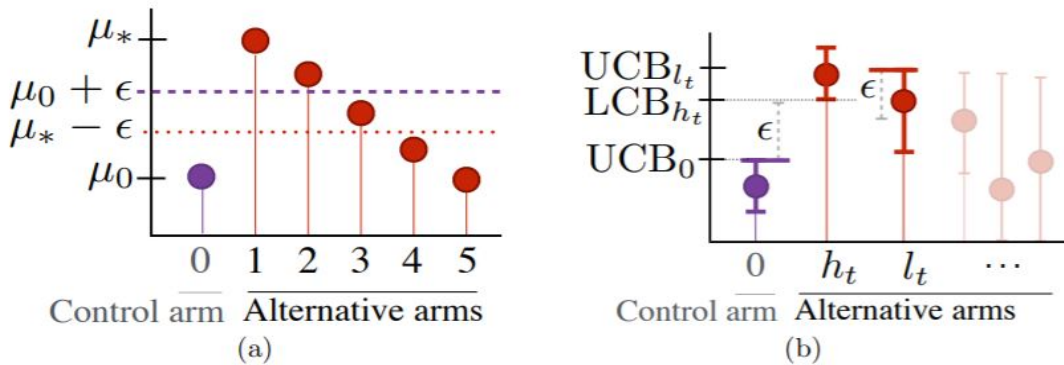 μ*
μ0 + ϵ
μ* − ϵ
μ0
0 1 2 3 4 5
Control arm Alternative arms
(a)
UCB_{l_t}
LCB_{h_t}
UCB_0
ϵ
ϵ
0 h_t l_t ···
Control arm Alternative arms
(b)